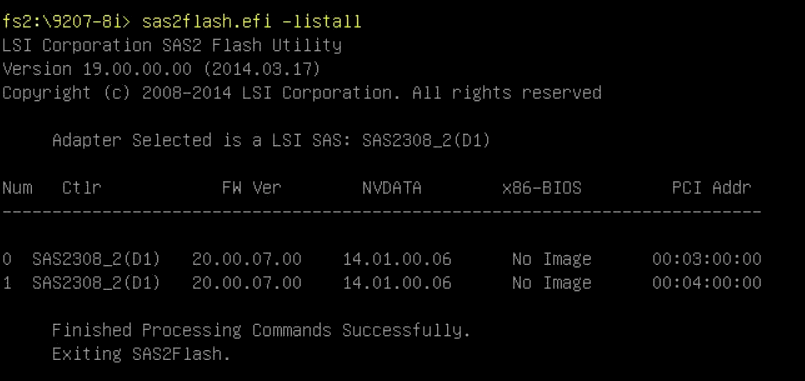 fs2:\9207-8i> sas2flash.efi -listall
LSI Corporation SAS2 Flash Utility
Version 19.00.00.00 (2014.03.17)
Copyright (c) 2008-2014 LSI Corporation. All rights reserved
Adapter Selected is a LSI SAS: SAS2308_2(D1)
Num Ctlr FW Ver NVDATA x86-BIOS PCI Addr
----------------------------------------------------------------------------
0 SAS2308_2(D1) 20.00.07.00 14.01.00.06 No Image 00:03:00:00
1 SAS2308_2(D1) 20.00.07.00 14.01.00.06 No Image 00:04:00:00
Finished Processing Commands Successfully.
Exiting SAS2Flash.